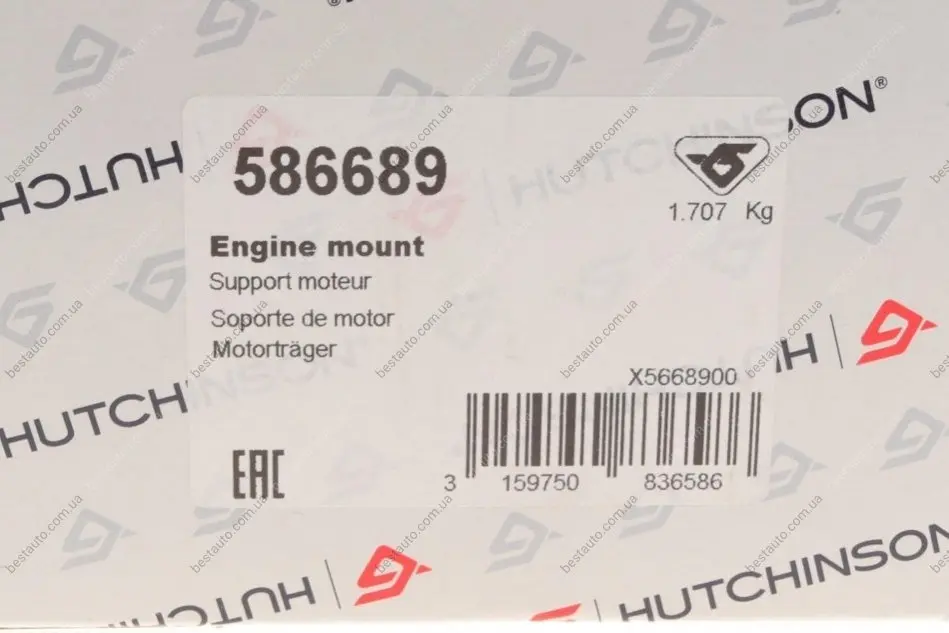 HUTCHINSON®
586689
1.707 Kg
Engine mount
Support moteur
Soporte de motor
Motorträger
X5668900
HUTCHINSON
EAC
3 159750 836586
HUTCHINSON
bestauto.com.ua